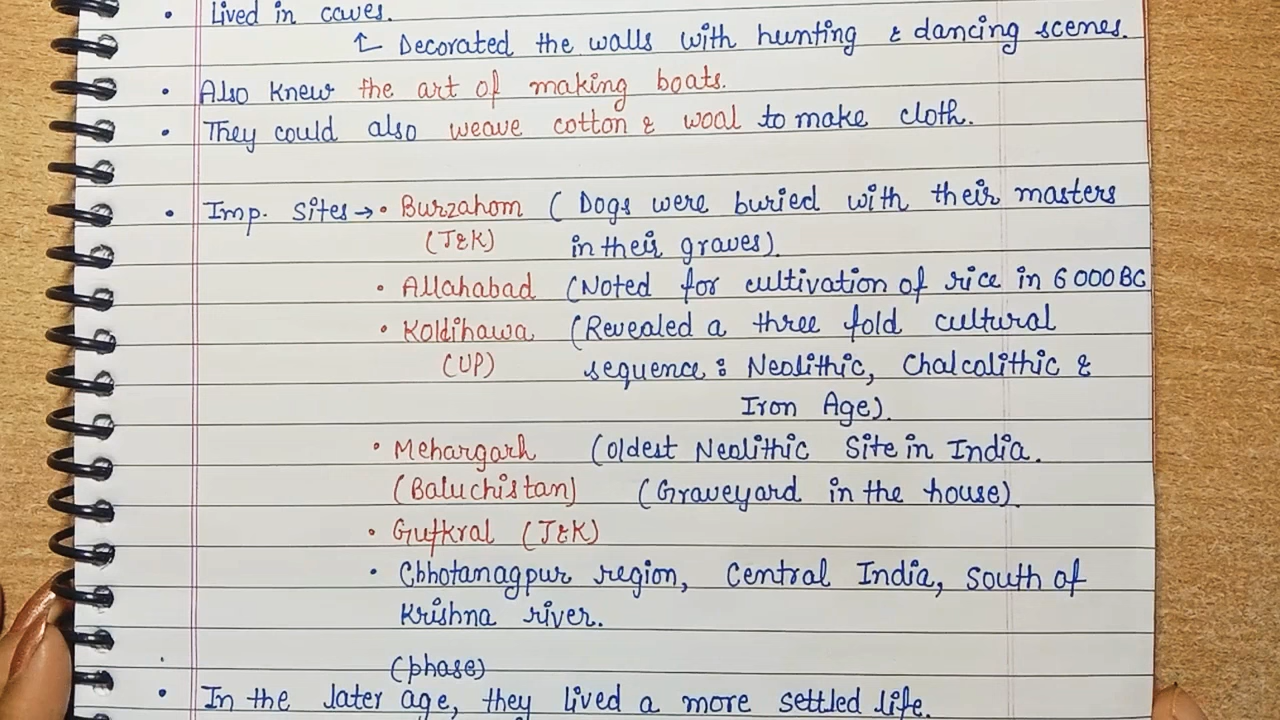 • Lived in caves.
↳ Decorated the walls with hunting & dancing scenes.
• Also knew the art of making boats.
• They could also weave cotton & woal to make cloth.
• Imp. Sites → • Burzahom ( Dogs were buried with their masters
(J&K) in their graves).
• Allahabad (Noted for cultivation of rice in 6000BC
• Koldihawa (Revealed a three fold cultural
(UP) sequence : Neolithic, Chalcolithic &
Iron Age).
• Mehargarh (Oldest Neolithic Site in India.
(Baluchistan) (Graveyard in the house)
• Gufkral (J&K)
• Chhotanagpur region, Central India, South of
Krishna river.
(phase)
• In the later age, they lived a more settled life.